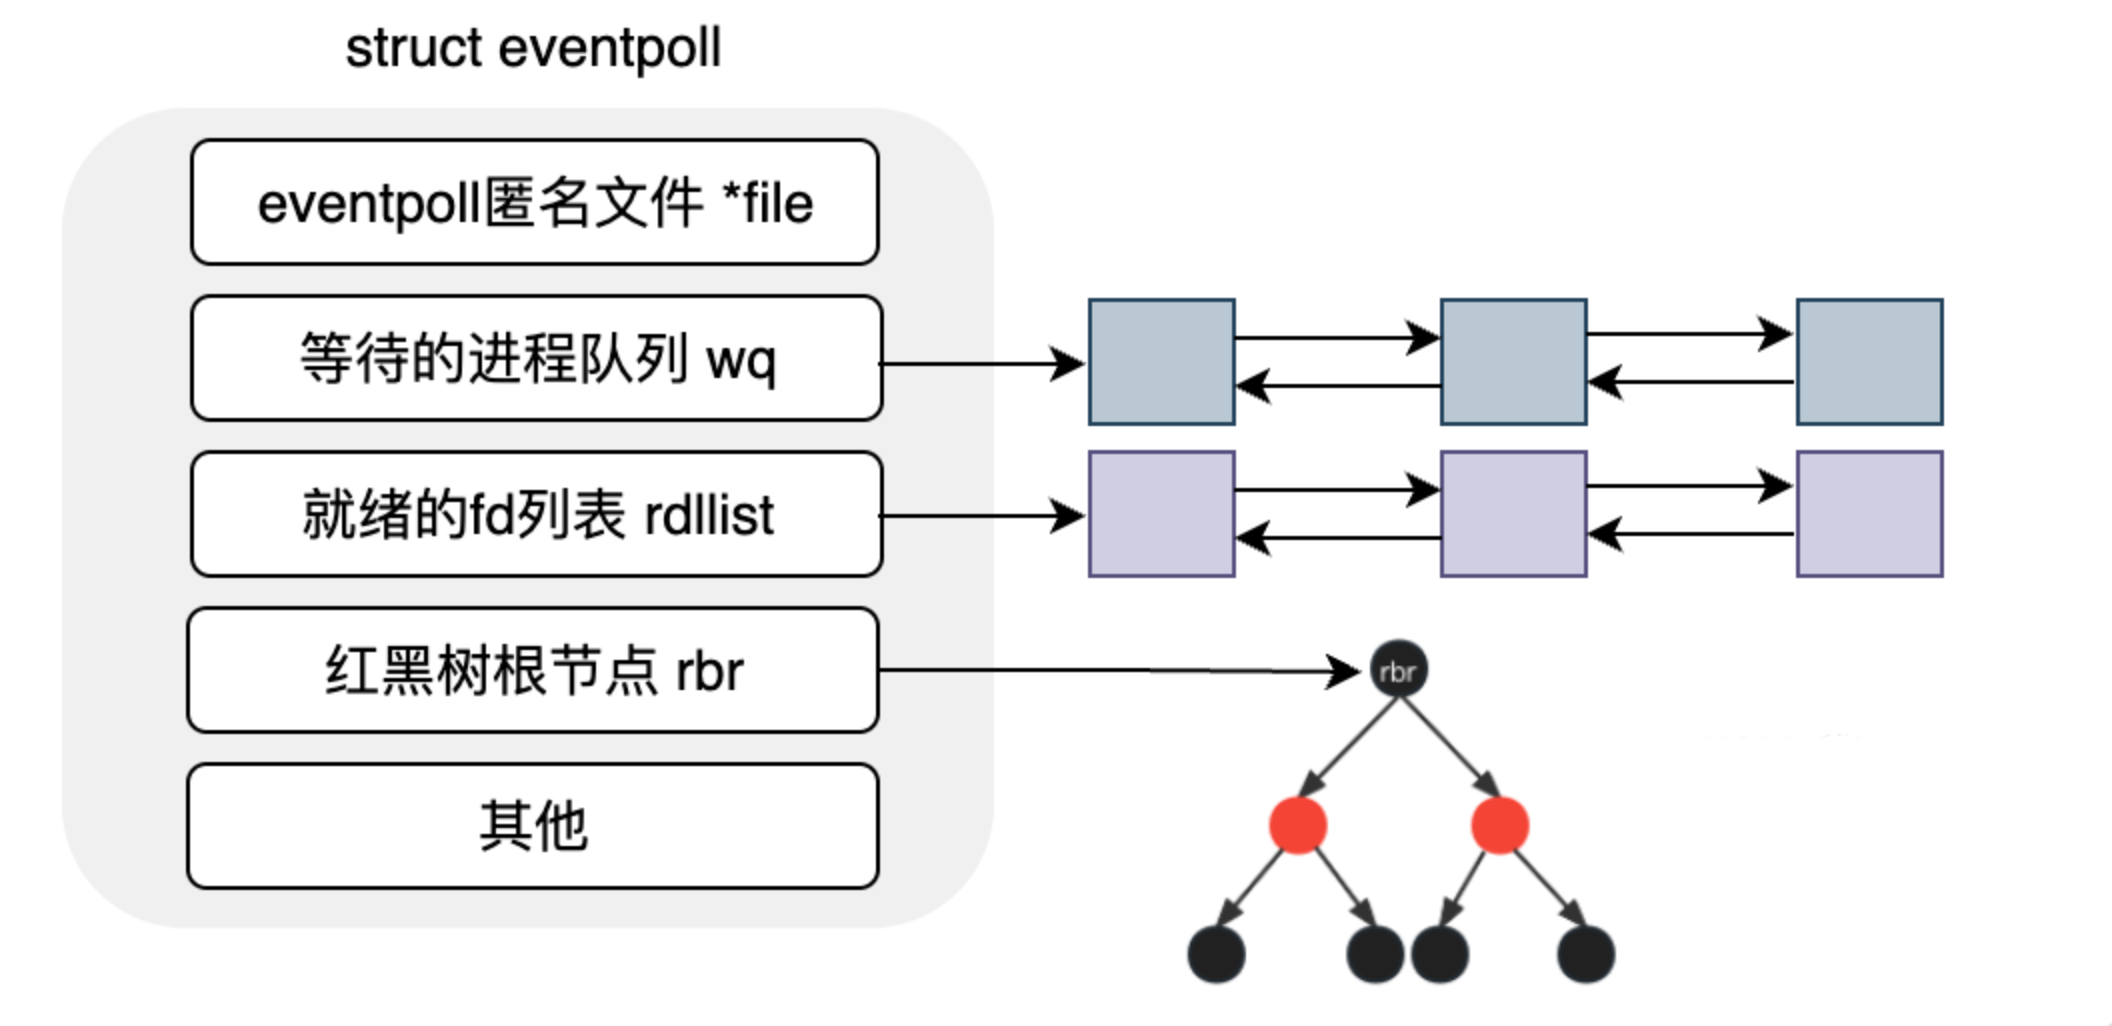 struct eventpoll
eventpoll匿名文件 *file
等待的进程队列 wq
就绪的fd列表 rdllist
红黑树根节点 rbr
rbr
其他